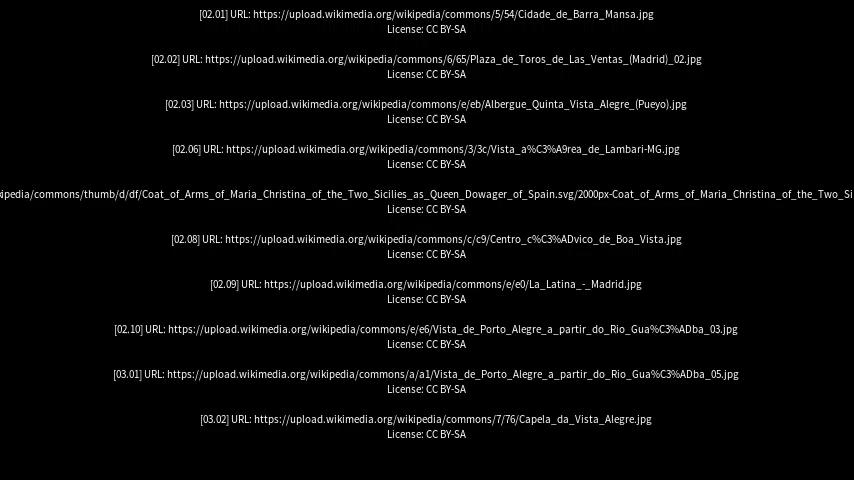 [02.01] URL: https://upload.wikimedia.org/wikipedia/commons/5/54/Cidade_de_Barra_Mansa.jpg
License: CC BY-SA
[02.02] URL: https://upload.wikimedia.org/wikipedia/commons/6/65/Plaza_de_Toros_de_Las_Ventas_(Madrid)_02.jpg
License: CC BY-SA
[02.03] URL: https://upload.wikimedia.org/wikipedia/commons/e/eb/Albergue_Quinta_Vista_Alegre_(Pueyo).jpg
License: CC BY-SA
[02.06] URL: https://upload.wikimedia.org/wikipedia/commons/3/3c/Vista_a%C3%A9rea_de_Lambari-MG.jpg
License: CC BY-SA
ipedia/commons/thumb/d/df/Coat_of_Arms_of_Maria_Christina_of_the_Two_Sicilies_as_Queen_Dowager_of_Spain.svg/2000px-Coat_of_Arms_of_Maria_Christina_of_the_Two_Si
License: CC BY-SA
[02.08] URL: https://upload.wikimedia.org/wikipedia/commons/c/c9/Centro_c%C3%ADvico_de_Boa_Vista.jpg
License: CC BY-SA
[02.09] URL: https://upload.wikimedia.org/wikipedia/commons/e/e0/La_Latina_-_Madrid.jpg
License: CC BY-SA
[02.10] URL: https://upload.wikimedia.org/wikipedia/commons/e/e6/Vista_de_Porto_Alegre_a_partir_do_Rio_Gua%C3%ADba_03.jpg
License: CC BY-SA
[03.01] URL: https://upload.wikimedia.org/wikipedia/commons/a/a1/Vista_de_Porto_Alegre_a_partir_do_Rio_Gua%C3%ADba_05.jpg
License: CC BY-SA
[03.02] URL: https://upload.wikimedia.org/wikipedia/commons/7/76/Capela_da_Vista_Alegre.jpg
License: CC BY-SA